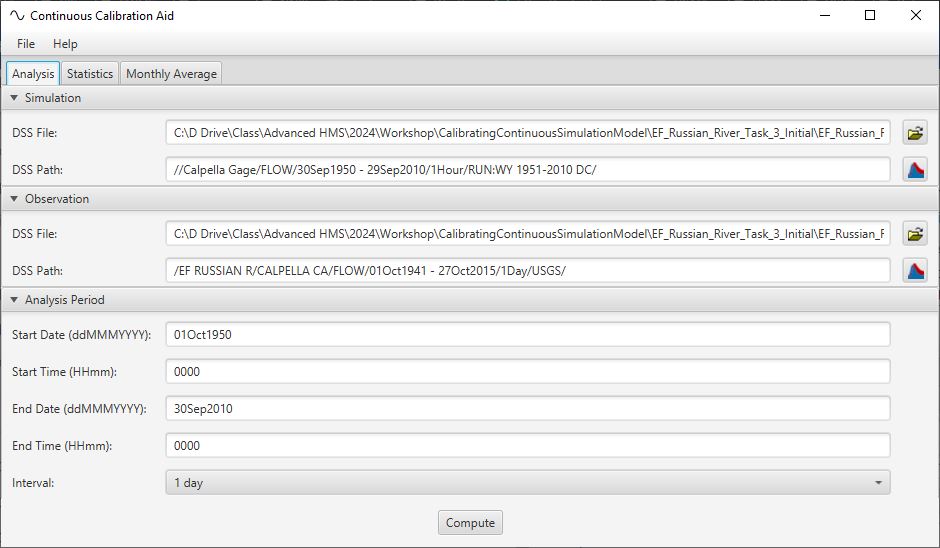 Continuous Calibration Aid
File Help
Analysis Statistics Monthly Average
Simulation
DSS File: C:\D Drive\Class\Advanced HMS\2024\Workshop\CalibratingContinuousSimulationModel\EF_Russian_River_Task_3_Initial\EF_Russian_F
DSS Path: //Calpella Gage/FLOW/30Sep1950 - 29Sep2010/1Hour/RUN:WY 1951-2010 DC/
Observation
DSS File: C:\D Drive\Class\Advanced HMS\2024\Workshop\CalibratingContinuousSimulationModel\EF_Russian_River_Task_3_Initial\EF_Russian_F
DSS Path: /EF RUSSIAN R/CALPELLA CA/FLOW/01Oct1941 - 27Oct2015/1Day/USGS/
Analysis Period
Start Date (ddMMMYYYY): 01Oct1950
Start Time (HHmm): 0000
End Date (ddMMMYYYY): 30Sep2010
End Time (HHmm): 0000
Interval: 1 day
Compute